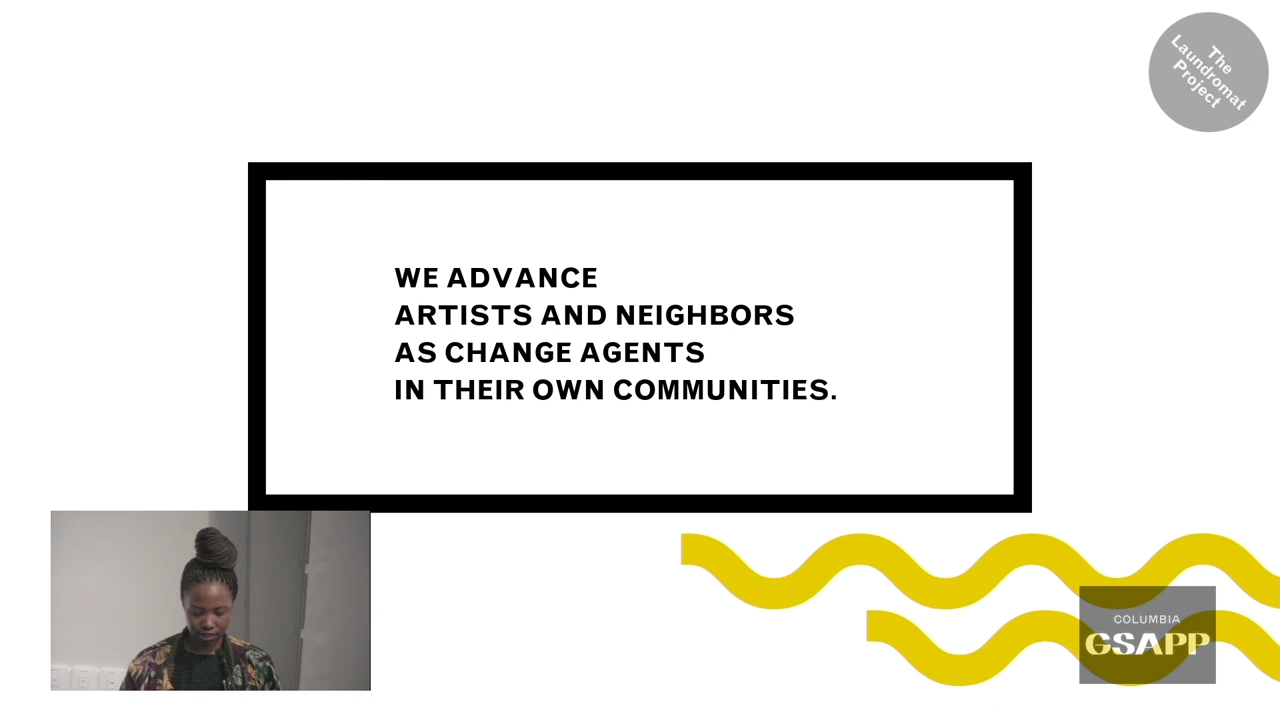 The
Laundromat
Project
WE ADVANCE
ARTISTS AND NEIGHBORS
AS CHANGE AGENTS
IN THEIR OWN COMMUNITIES.
COLUMBIA
GSAPP